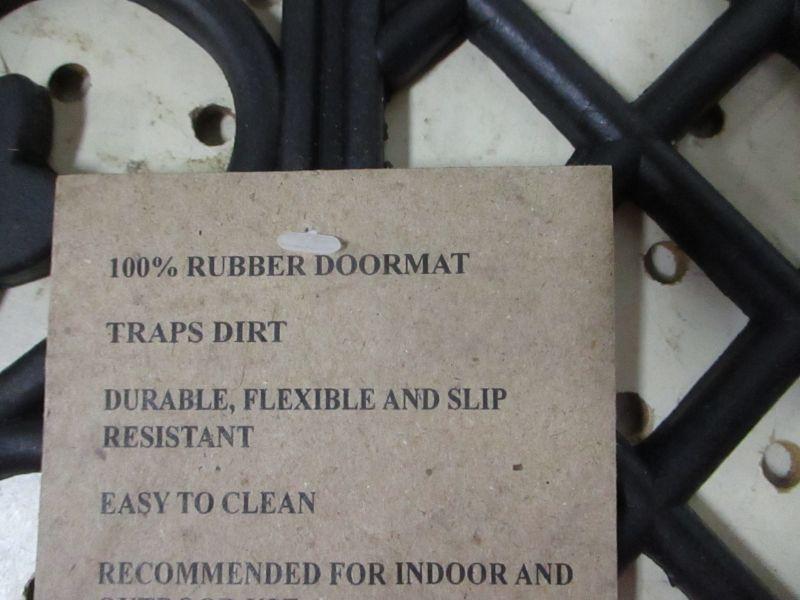 100% RUBBER DOORMAT
TRAPS DIRT
DURABLE, FLEXIBLE AND SLIP
RESISTANT
EASY TO CLEAN
RECOMMENDED FOR INDOOR AND